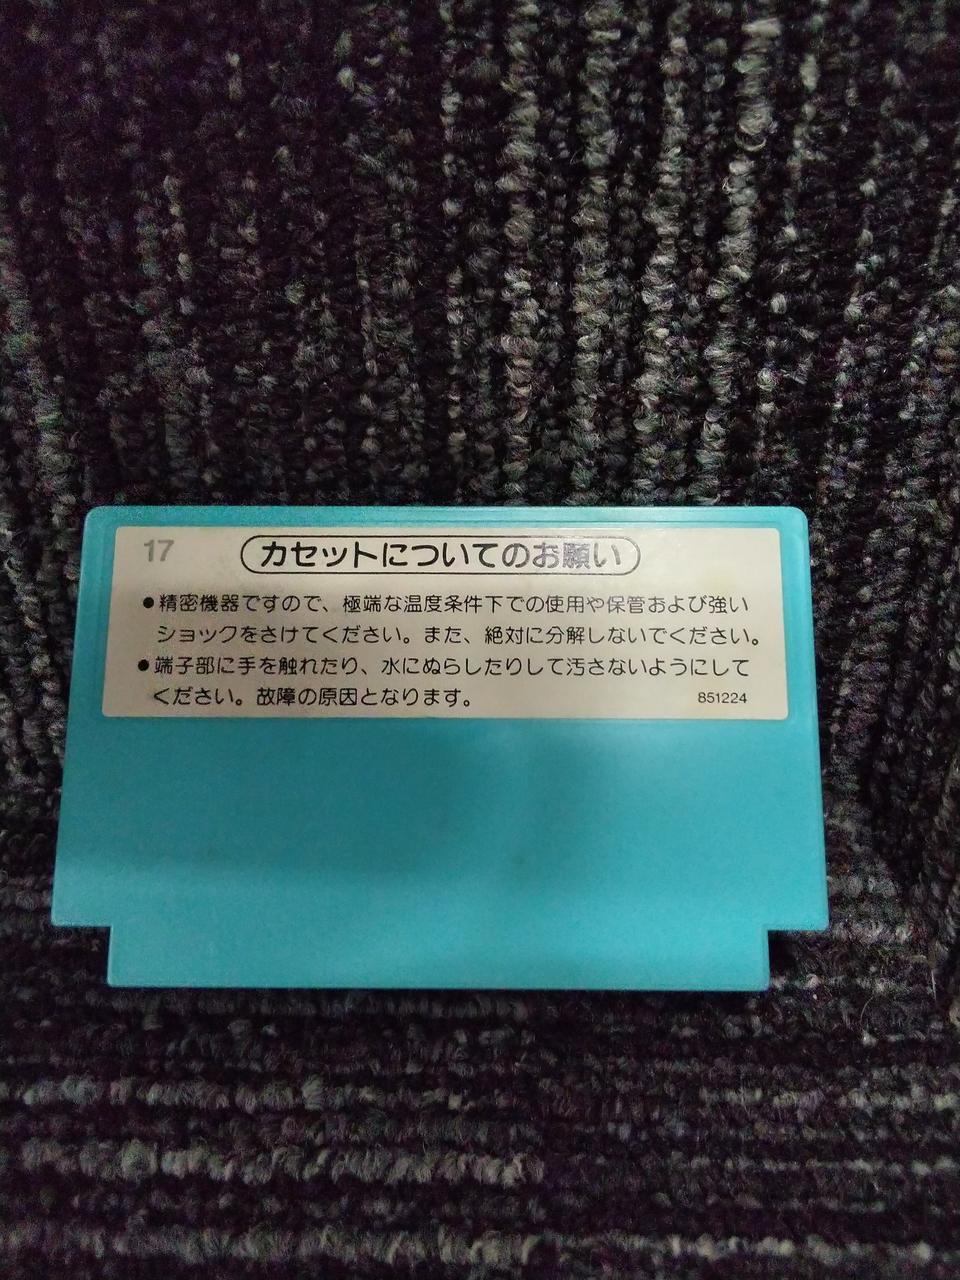 17
カセットについてのお願い
●精密機器ですので、極端な温度条件下での使用や保管および強い
ショックをさけてください。また、絶対に分解しないでください。
●端子部に手を触れたり、水にぬらしたりして汚さないようにして
ください。故障の原因となります。
851224